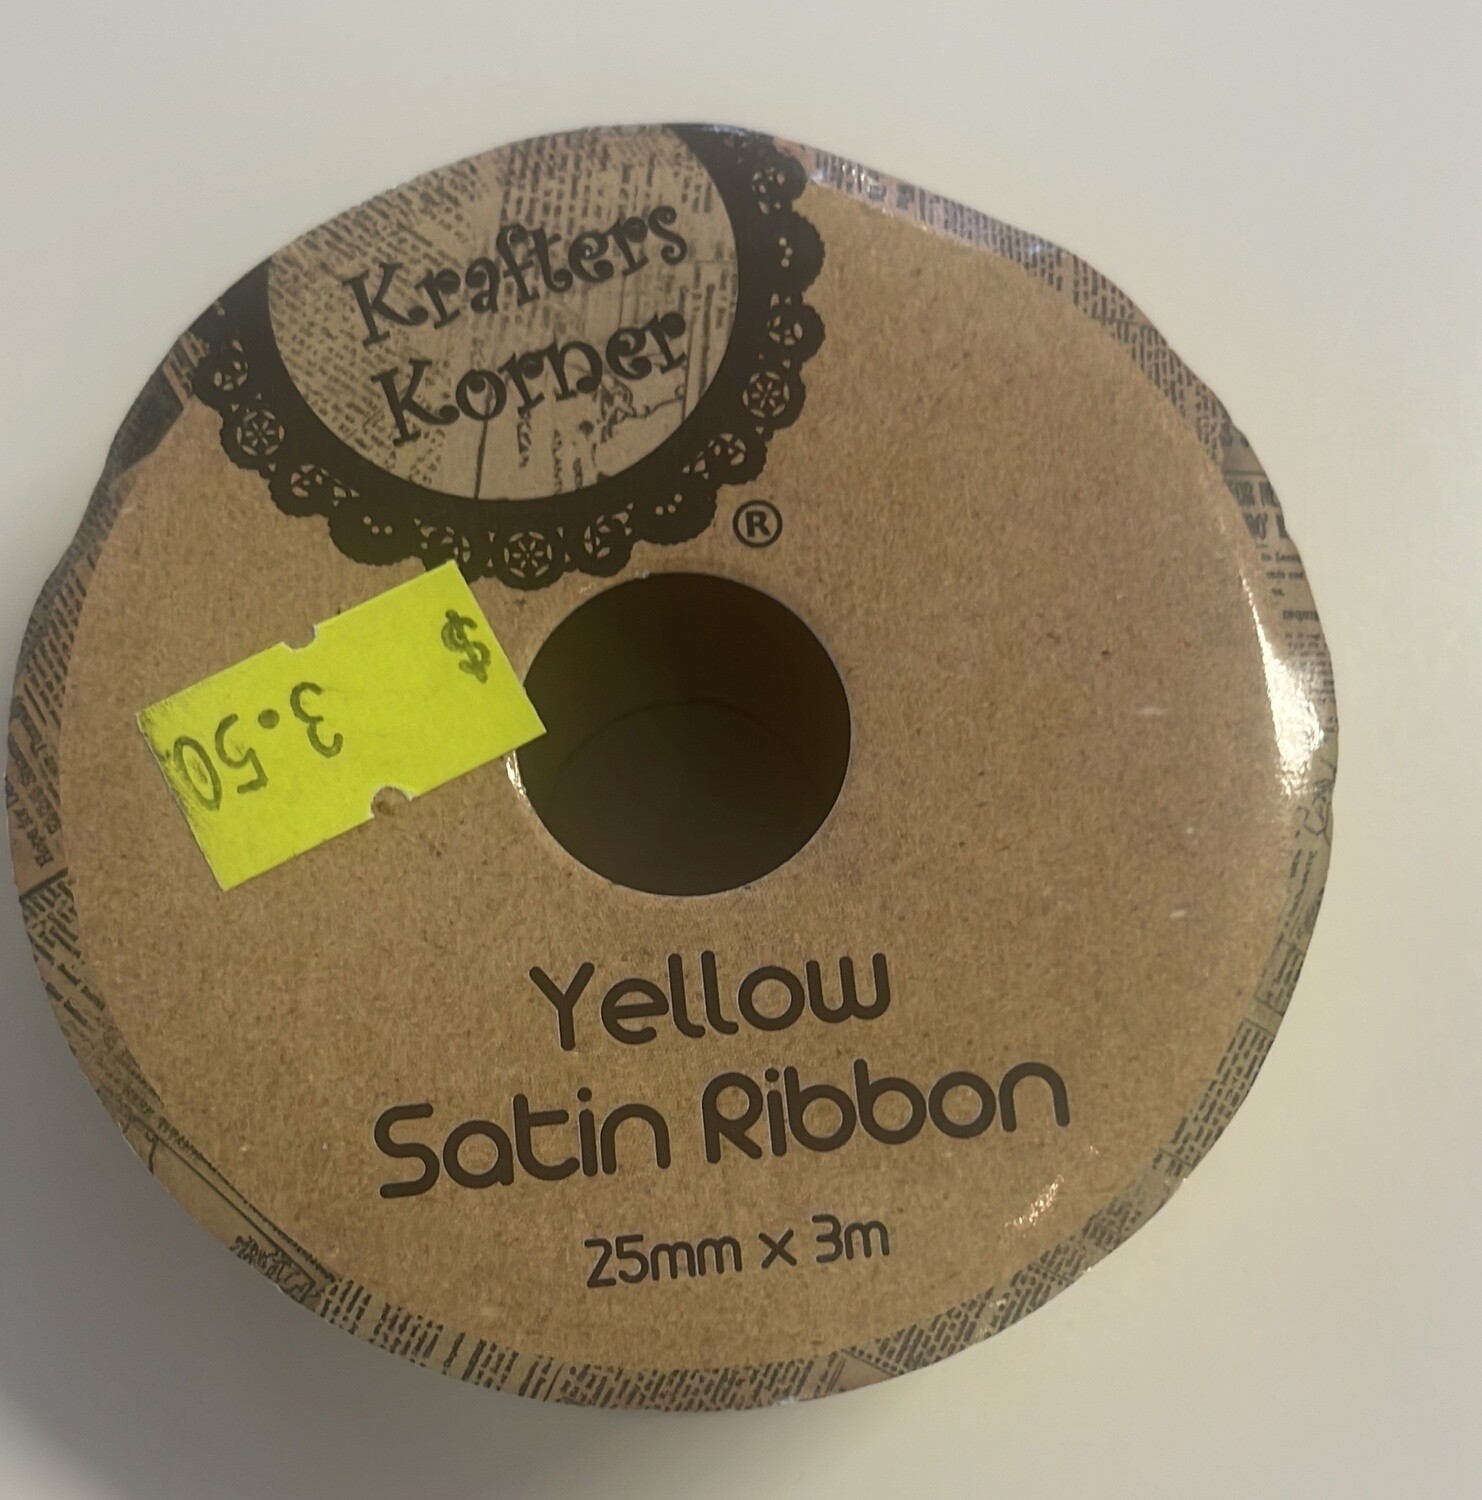 Krafters
Korner
®
$ 3.50
Yellow
Satin Ribbon
25mm x 3m